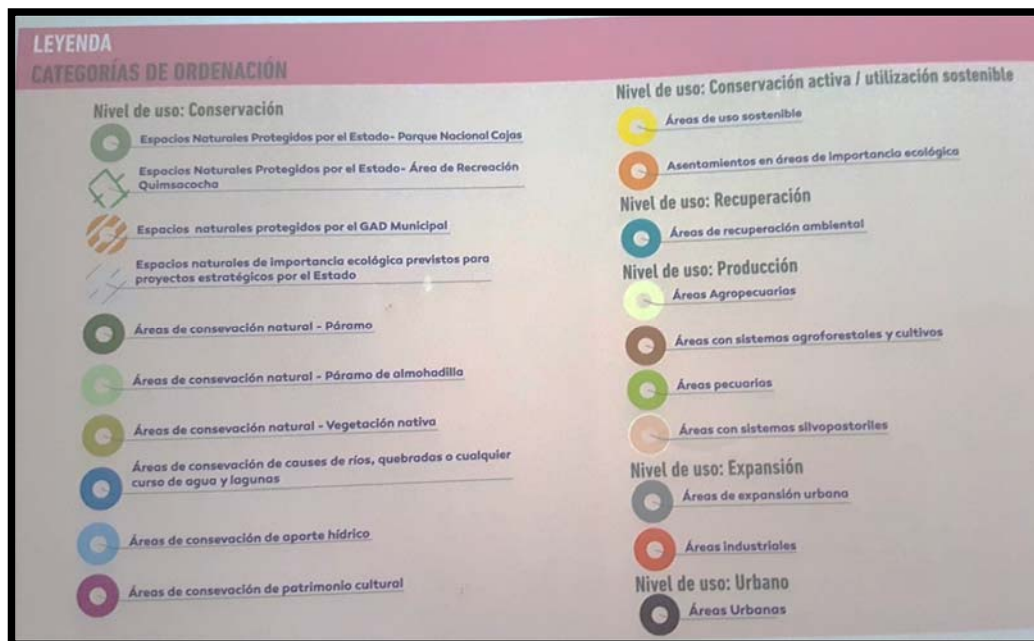 LEYENDA
CATEGORÍAS DE ORDENACIÓN
Nivel de uso: Conservación
Espacios Naturales Protegidos por el Estado- Parque Nacional Cajas
Espacios Naturales Protegidos por el Estado- Área de Recreación
Quimsacocha
Espacios naturales protegidos por el GAD Municipal
Espacios naturales de importancia ecológica previstos para
proyectos estratégicos por el Estado
Áreas de consevación natural - Páramo
Áreas de consevación natural - Páramo de almohadilla
Áreas de consevación natural - Vegetación nativa
Áreas de consevación de causes de ríos, quebradas o cualquier
curso de agua y lagunas
Áreas de consevación de aporte hídrico
Áreas de consevación de patrimonio cultural
Nivel de uso: Conservación activa / utilización sostenible
Áreas de uso sostenible
Asentamientos en áreas de importancia ecológica
Nivel de uso: Recuperación
Áreas de recuperación ambiental
Nivel de uso: Producción
Áreas Agropecuarias
Áreas con sistemas agroforestales y cultivos
Áreas pecuarias
Áreas con sistemas silvopastoriles
Nivel de uso: Expansión
Áreas de expansión urbana
Áreas industriales
Nivel de uso: Urbano
Áreas Urbanas